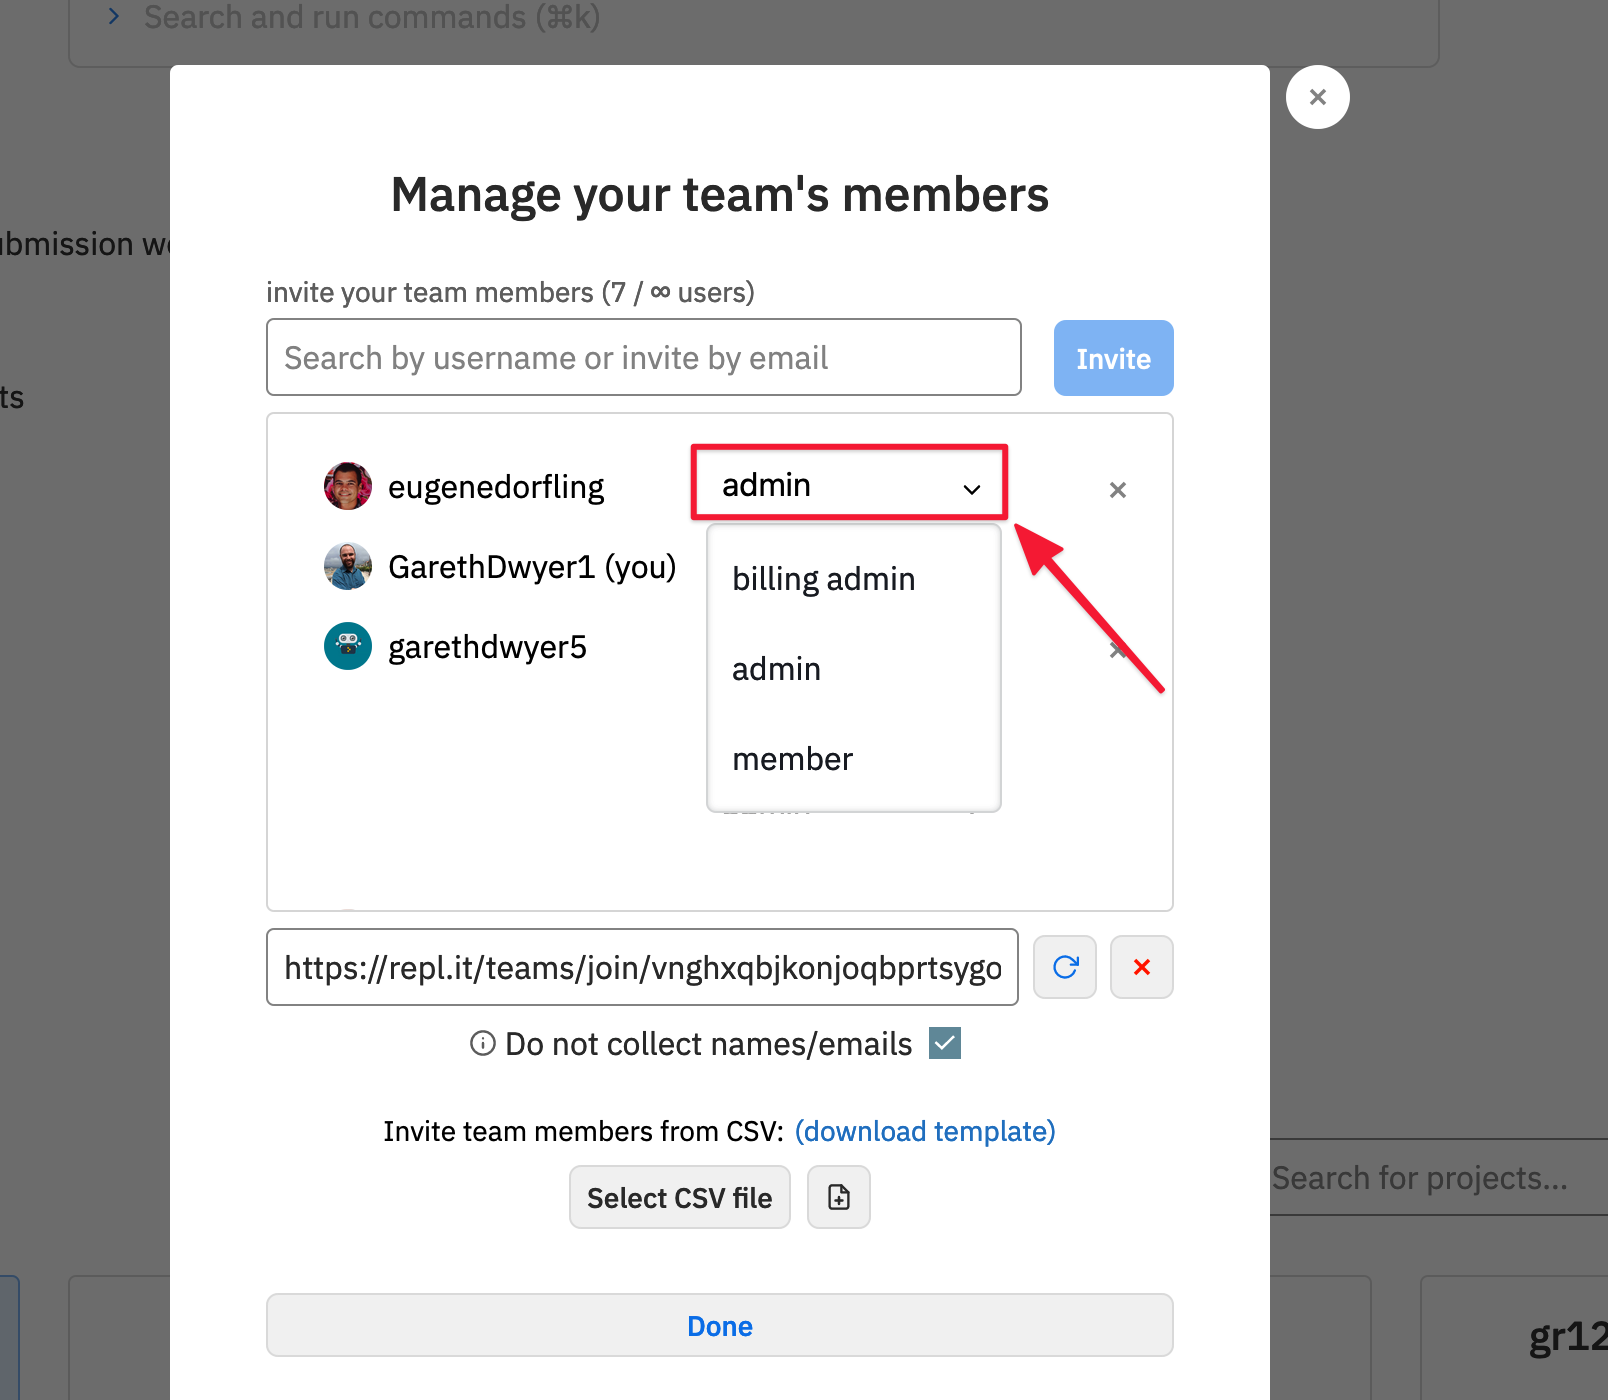 Search and run commands (⌘k)
Manage your team's members
ubmission we
invite your team members (7 / ∞ users)
Search by username or invite by email
Invite
ts
eugenedorfling
admin
GarethDwyer1 (you)
billing admin
garethdwyer5
admin
member
https://repl.it/teams/join/vnghxqbjkonjoqbprtsygo
Do not collect names/emails
Invite team members from CSV: (download template)
Search for projects...
Select CSV file
Done
gr12